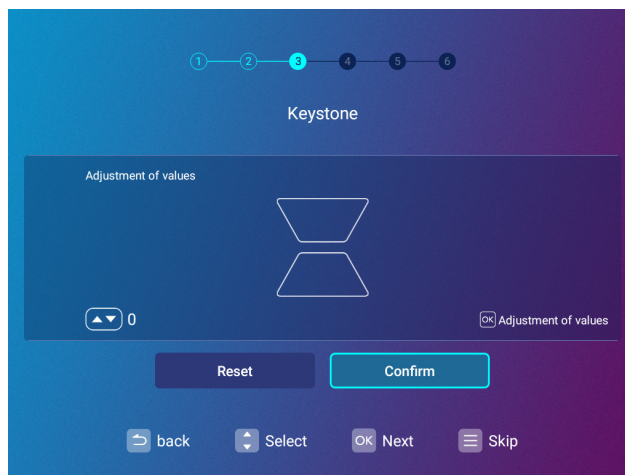 1 2 3 4 5 6
Keystone
Adjustment of values
0
OK Adjustment of values
Reset Confirm
back Select OK Next Skip